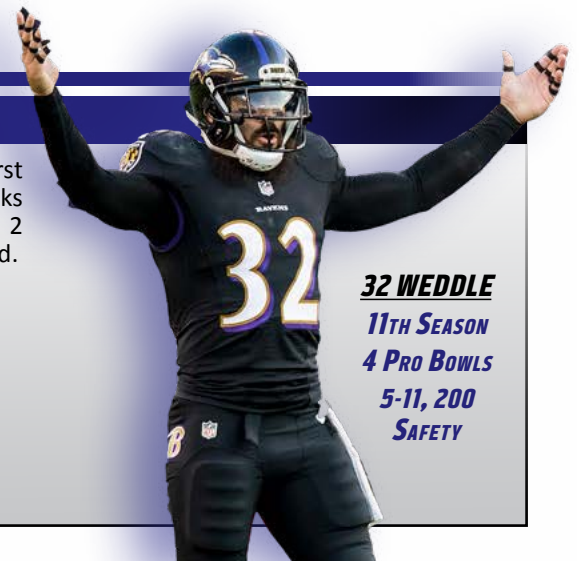 rst
ks
2
d.
RAVENS
32
32 WEDDLE
11TH SEASON
4 PRO BOWLS
5-11, 200
SAFETY
B